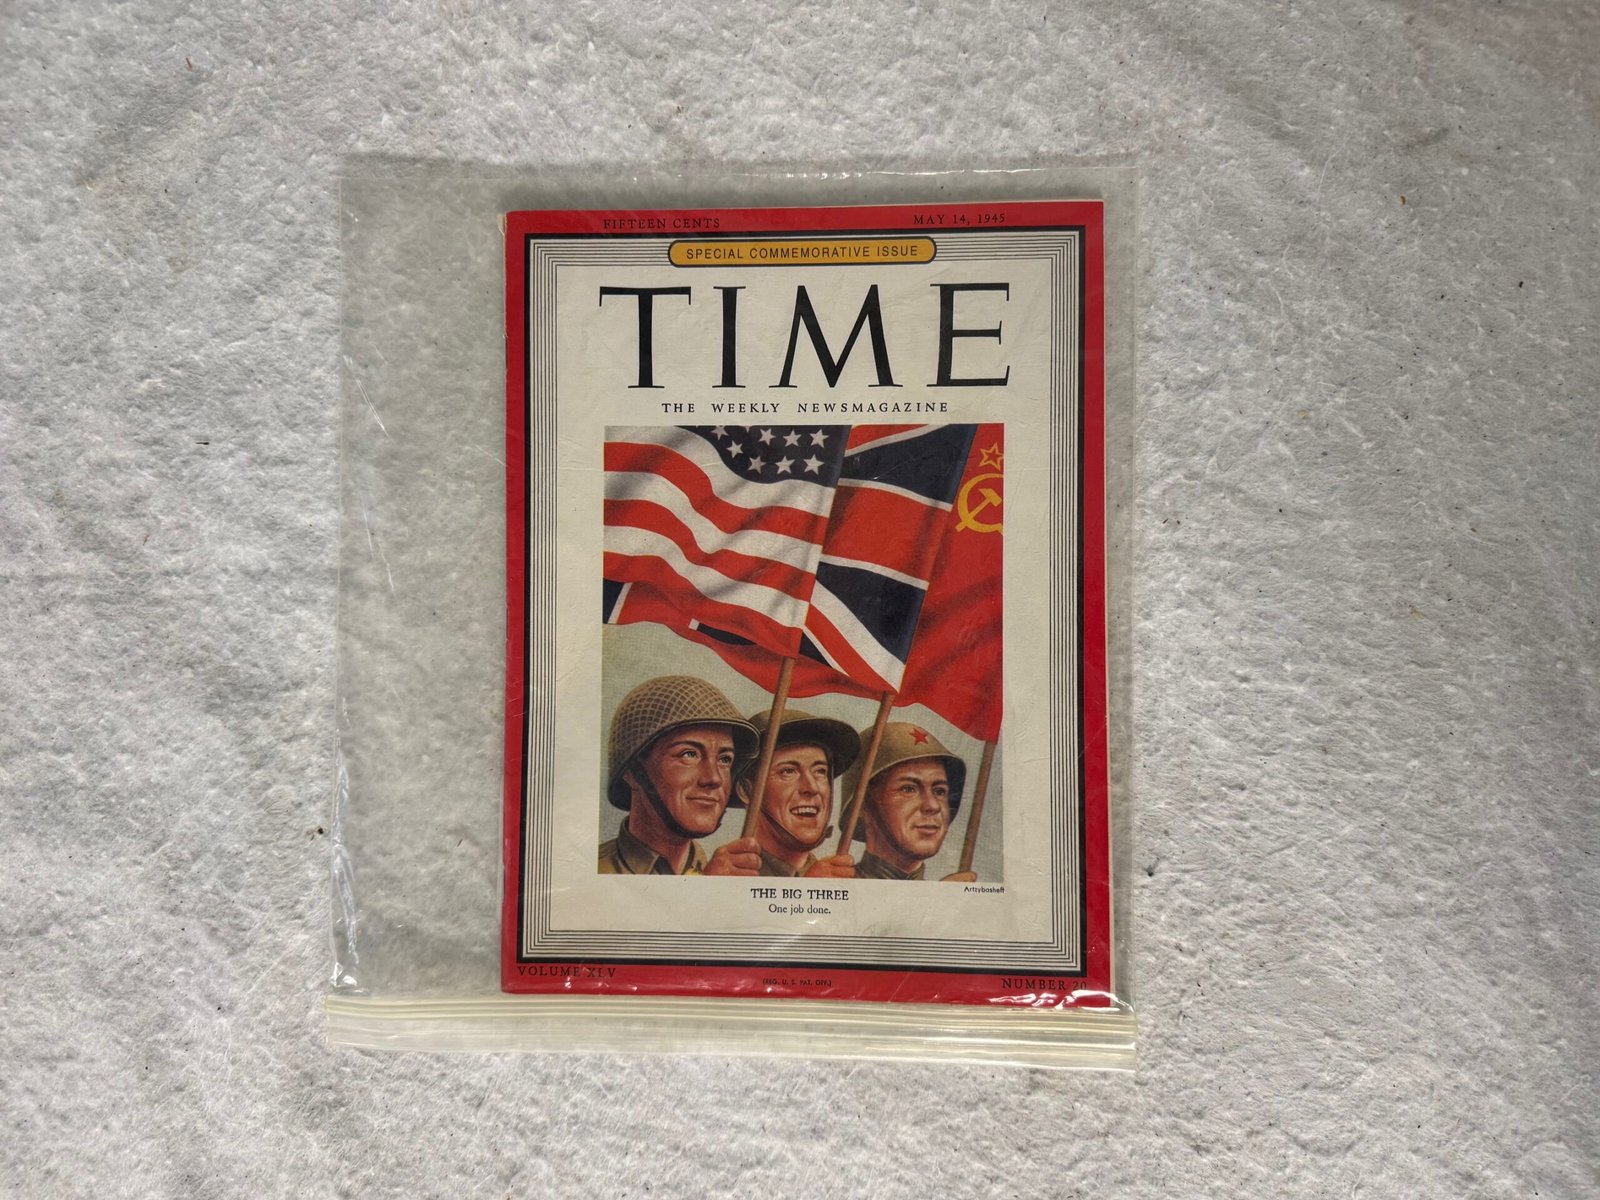 FIFTEEN CENTS
MAY 14, 1945
SPECIAL COMMEMORATIVE ISSUE
TIME
THE WEEKLY NEWSMAGAZINE
Artzybasheff
THE BIG THREE
One job done.
VOLUME XLV
(REG. U. S. PAT. OFF.)
NUMBER 20